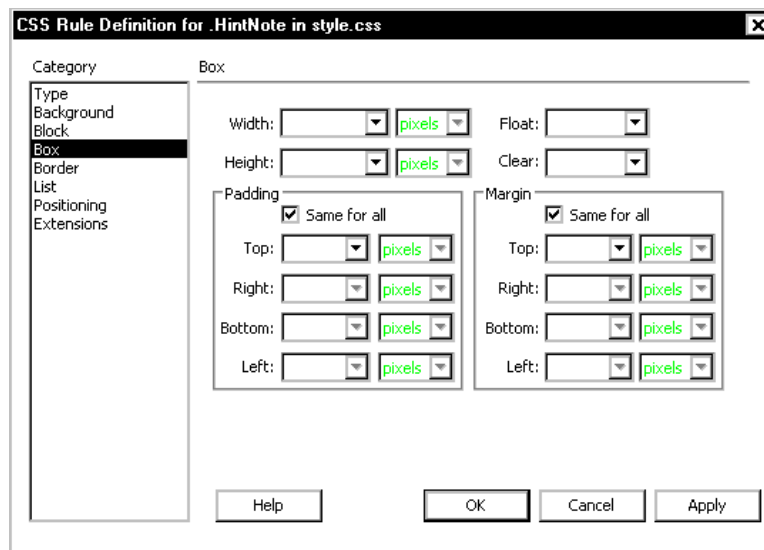 CSS Rule Definition for .HintNote in style.css
Category
Type
Background
Block
Box
Border
List
Positioning
Extensions
Box
Width: pixels Float:
Height: pixels Clear:
Padding
Same for all
Top: pixels
Right: pixels
Bottom: pixels
Left: pixels
Margin
Same for all
Top: pixels
Right: pixels
Bottom: pixels
Left: pixels
Help OK Cancel Apply